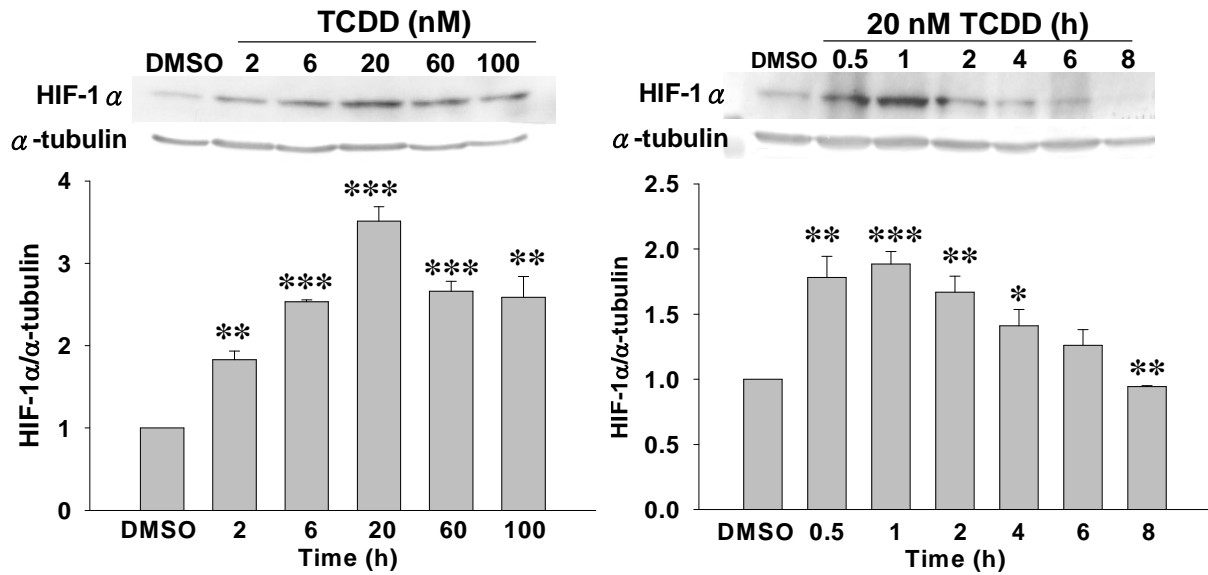 TCDD (nM)
DMSO 2 6 20 60 100
HIF-1α
α-tubulin
4
3
2
1
0
HIF-1α/α-tubulin
** *** *** *** **
DMSO 2 6 20 60 100
Time (h)
20 nM TCDD (h)
DMSO 0.5 1 2 4 6 8
HIF-1α
α-tubulin
2.5
2.0
1.5
1.0
0.5
0.0
HIF-1α/α-tubulin
** *** ** * **
DMSO 0.5 1 2 4 6 8
Time (h)